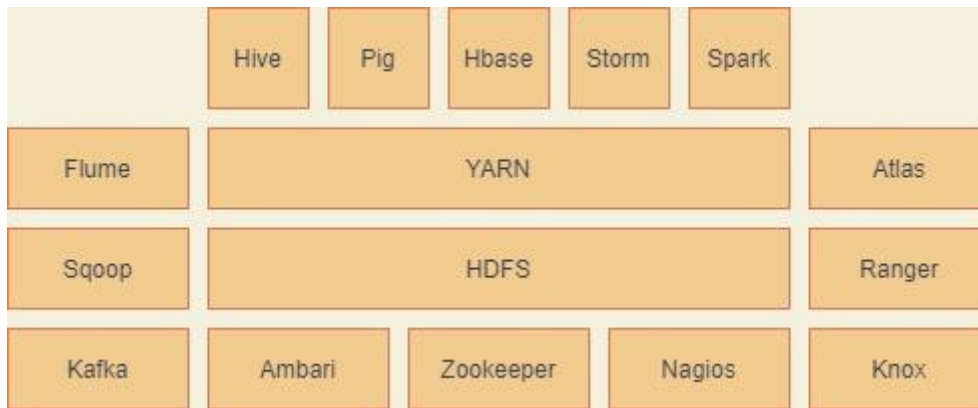 Hive Pig Hbase Storm Spark
Flume YARN Atlas
Sqoop HDFS Ranger
Kafka Ambari Zookeeper Nagios Knox